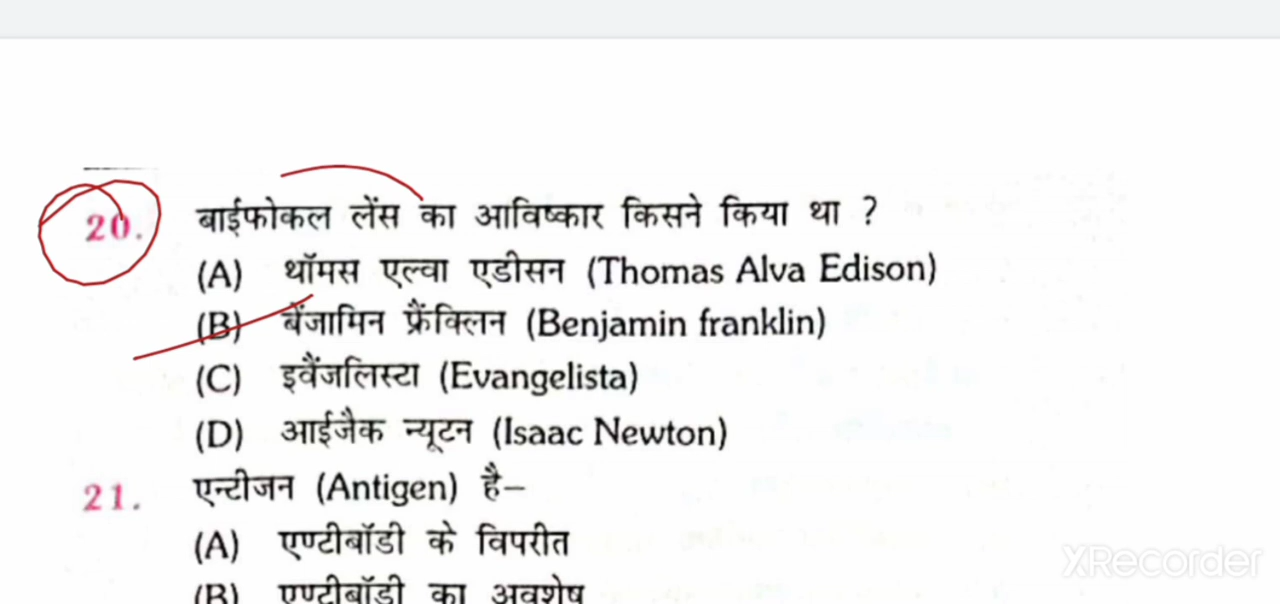 20. बाईफोकल लेंस का आविष्कार किसने किया था ?
(A) थॉमस एल्वा एडीसन (Thomas Alva Edison)
(B) बेंजामिन फ्रैंक्लिन (Benjamin franklin)
(C) इवैंजलिस्टा (Evangelista)
(D) आईजैक न्यूटन (Isaac Newton)
21. एन्टीजन (Antigen) है–
(A) एण्टीबॉडी के विपरीत
(B) एण्टीबॉडी का अवशेष
XRecorder